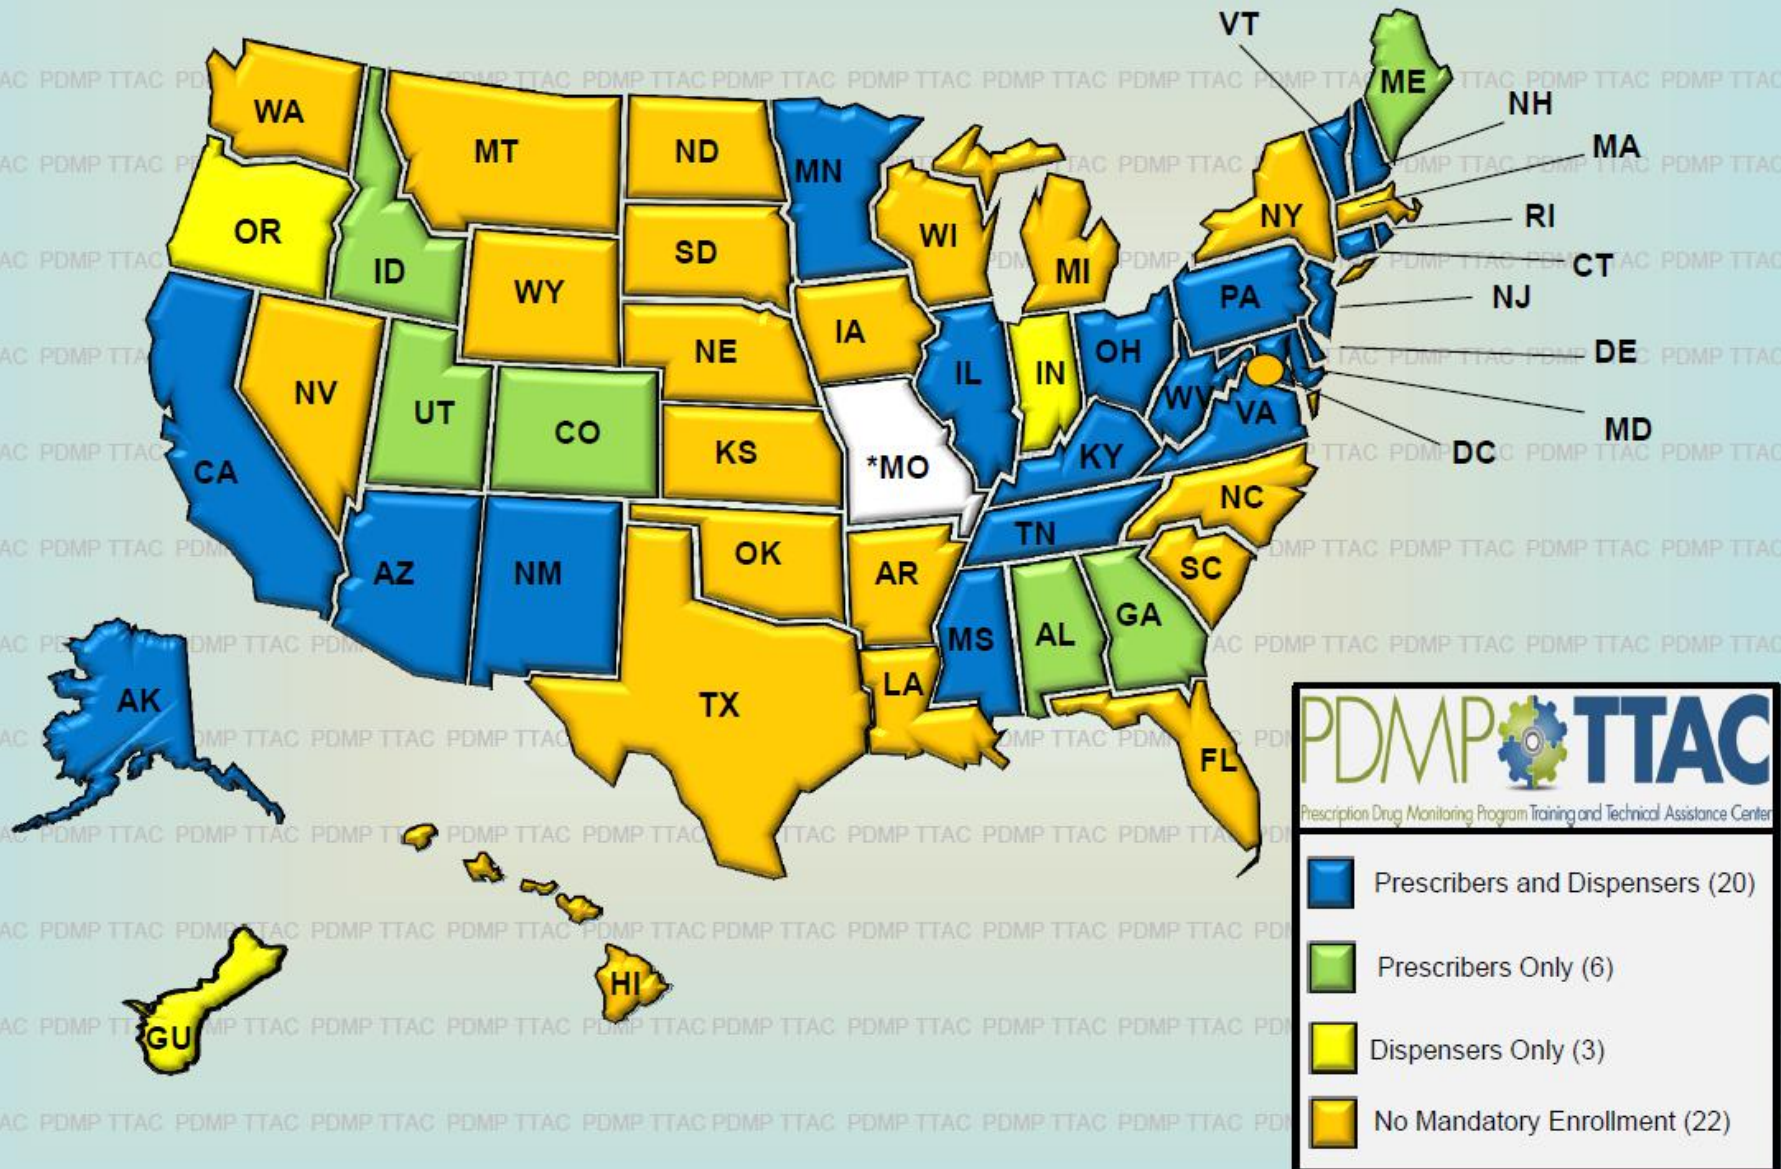 VT
ME
NH
WA
MT
ND
MN
MA
OR
ID
SD
WI
NY
RI
WY
MI
CT
PA
NJ
NE
IA
OH
DE
NV
UT
CO
IL
IN
WV
VA
MD
CA
KS
*MO
KY
DC
NC
AZ
NM
OK
AR
TN
SC
MS
AL
GA
AK
TX
LA
FL
HI
GU
PDMP TTAC
Prescription Drug Monitoring Program Training and Technical Assistance Center
Prescribers and Dispensers (20)
Prescribers Only (6)
Dispensers Only (3)
No Mandatory Enrollment (22)